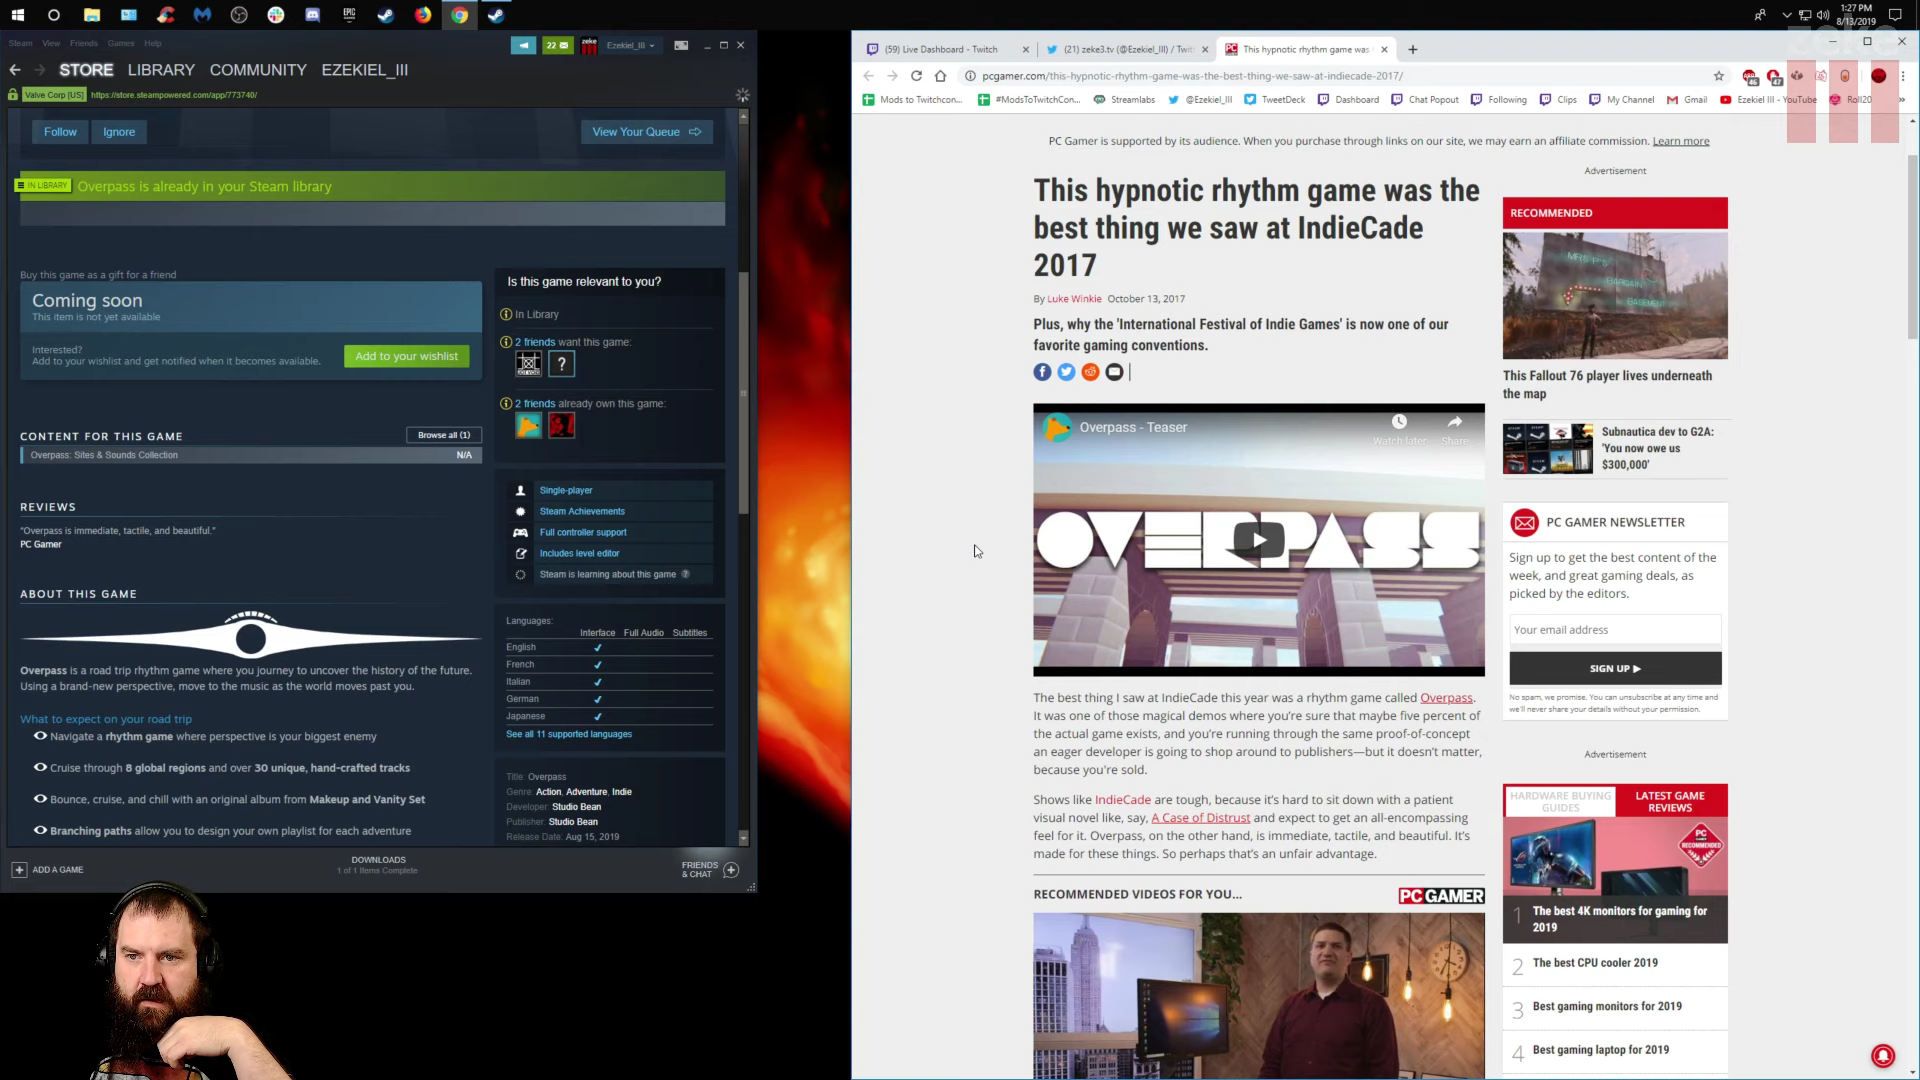 1:27 PM
8/13/2019
Steam View Friends Games Help
22
Ezekiel_III
STORE LIBRARY COMMUNITY EZEKIEL_III
Valve Corp [US] https://store.steampowered.com/app/773740/
Follow Ignore View Your Queue
IN LIBRARY Overpass is already in your Steam library
Buy this game as a gift for a friend
Coming soon
This item is not yet available
Interested?
Add to your wishlist and get notified when it becomes available.
Add to your wishlist
CONTENT FOR THIS GAME Browse all (1)
Overpass: Sites & Sounds Collection N/A
REVIEWS
"Overpass is immediate, tactile, and beautiful."
PC Gamer
ABOUT THIS GAME
Overpass is a road trip rhythm game where you journey to uncover the history of the future.
Using a brand-new perspective, move to the music as the world moves past you.
What to expect on your road trip
Navigate a rhythm game where perspective is your biggest enemy
Cruise through 8 global regions and over 30 unique, hand-crafted tracks
Bounce, cruise, and chill with an original album from Makeup and Vanity Set
Branching paths allow you to design your own playlist for each adventure
Is this game relevant to you?
In Library
2 friends want this game:
?
2 friends already own this game:
Single-player
Steam Achievements
Full controller support
Includes level editor
Steam is learning about this game ?
Languages:
Interface Full Audio Subtitles
English
French
Italian
German
Japanese
See all 11 supported languages
Title: Overpass
Genre: Action, Adventure, Indie
Developer: Studio Bean
Publisher: Studio Bean
Release Date: Aug 15, 2019
ADD A GAME
DOWNLOADS
1 of 1 Items Complete
FRIENDS
& CHAT
(59) Live Dashboard - Twitch
(21) zeke3.tv (@Ezekiel_III) / Twit
This hypnotic rhythm game was
pcgamer.com/this-hypnotic-rhythm-game-was-the-best-thing-we-saw-at-indiecade-2017/
Mods to Twitchcon... #ModsToTwitchCon... Streamlabs @Ezekiel_III TweetDeck Dashboard Chat Popout Following Clips My Channel Gmail Ezekiel III - YouTube Roll20
PC Gamer is supported by its audience. When you purchase through links on our site, we may earn an affiliate commission. Learn more
This hypnotic rhythm game was the
best thing we saw at IndieCade
2017
By Luke Winkie October 13, 2017
Plus, why the 'International Festival of Indie Games' is now one of our
favorite gaming conventions.
Overpass - Teaser
Watch later Share
OVERPASS
The best thing I saw at IndieCade this year was a rhythm game called Overpass.
It was one of those magical demos where you're sure that maybe five percent of
the actual game exists, and you're running through the same proof-of-concept
an eager developer is going to shop around to publishers—but it doesn't matter,
because you're sold.
Shows like IndieCade are tough, because it's hard to sit down with a patient
visual novel like, say, A Case of Distrust and expect to get an all-encompassing
feel for it. Overpass, on the other hand, is immediate, tactile, and beautiful. It's
made for these things. So perhaps that's an unfair advantage.
RECOMMENDED VIDEOS FOR YOU...
PC GAMER
Advertisement
RECOMMENDED
This Fallout 76 player lives underneath
the map
Subnautica dev to G2A:
'You now owe us
$300,000'
PC GAMER NEWSLETTER
Sign up to get the best content of the
week, and great gaming deals, as
picked by the editors.
Your email address
SIGN UP
No spam, we promise. You can unsubscribe at any time and
we'll never share your details without your permission.
Advertisement
HARDWARE BUYING
GUIDES
LATEST GAME
REVIEWS
1 The best 4K monitors for gaming for
2019
2 The best CPU cooler 2019
3 Best gaming monitors for 2019
4 Best gaming laptop for 2019